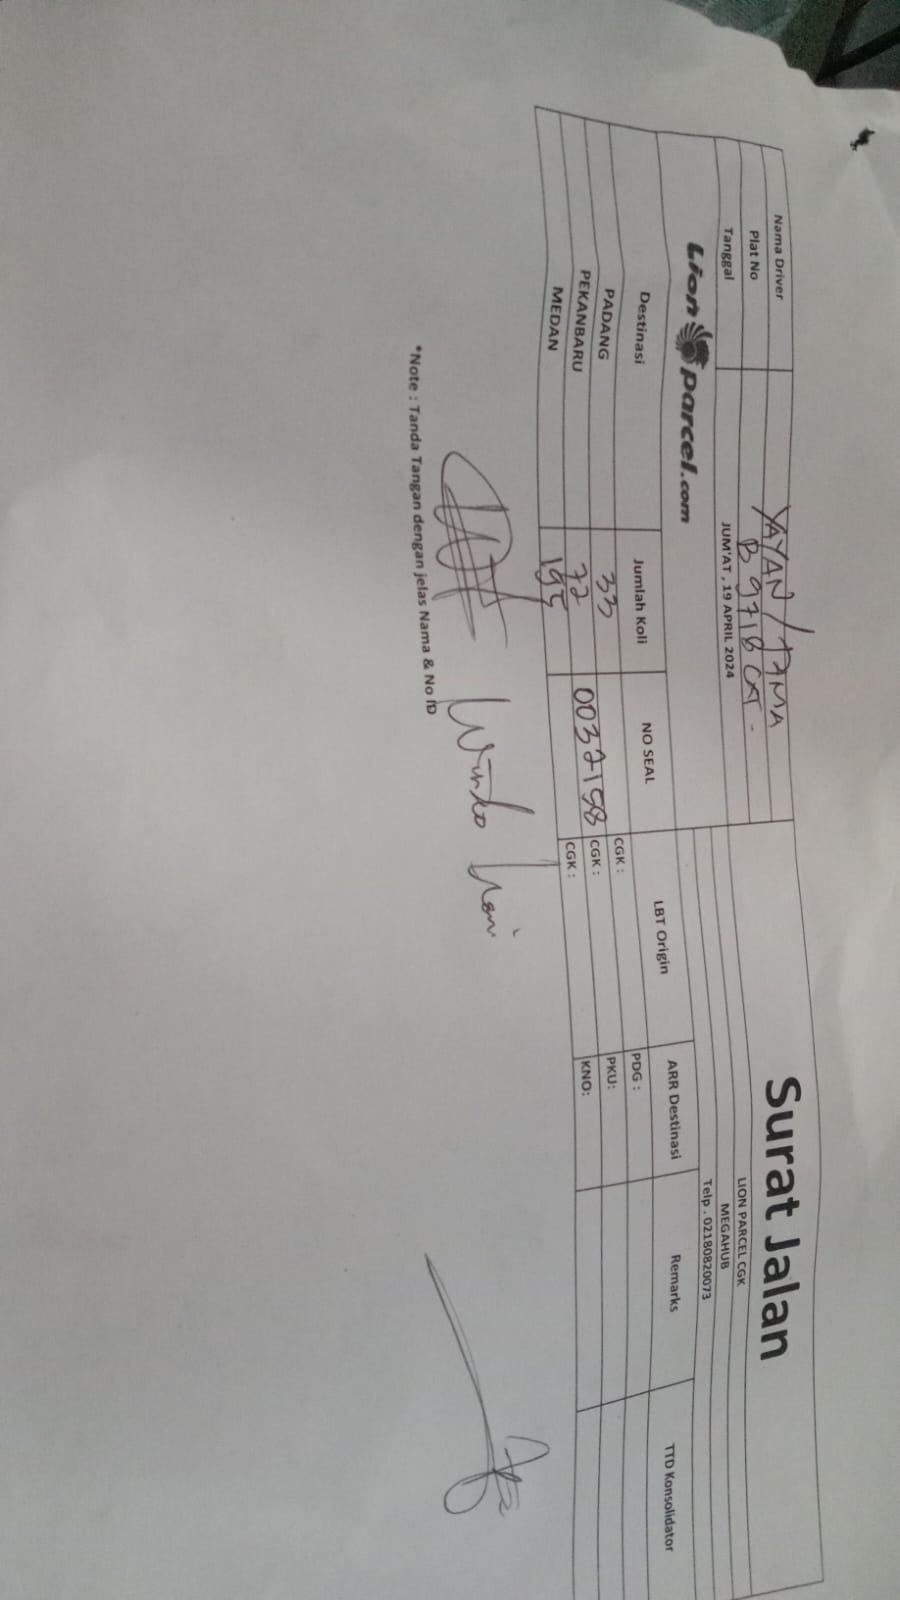 Nama Driver YAYAN /
Plat No B 9718 CXT -
Tanggal JUM'AT , 19 APRIL 2024
Surat Jalan
LION PARCEL CGK
MEGAHUB
Telp . 02180820073
Lion parcel.com
Destinasi Jumlah Koli NO SEAL LBT Origin ARR Destinasi Remarks TTD Konsolidator
PADANG 33 CGK : PDG :
PEKANBARU 72 0032158 CGK : PKU:
MEDAN 195 CGK : KNO:
*Note : Tanda Tangan dengan jelas Nama & No ID